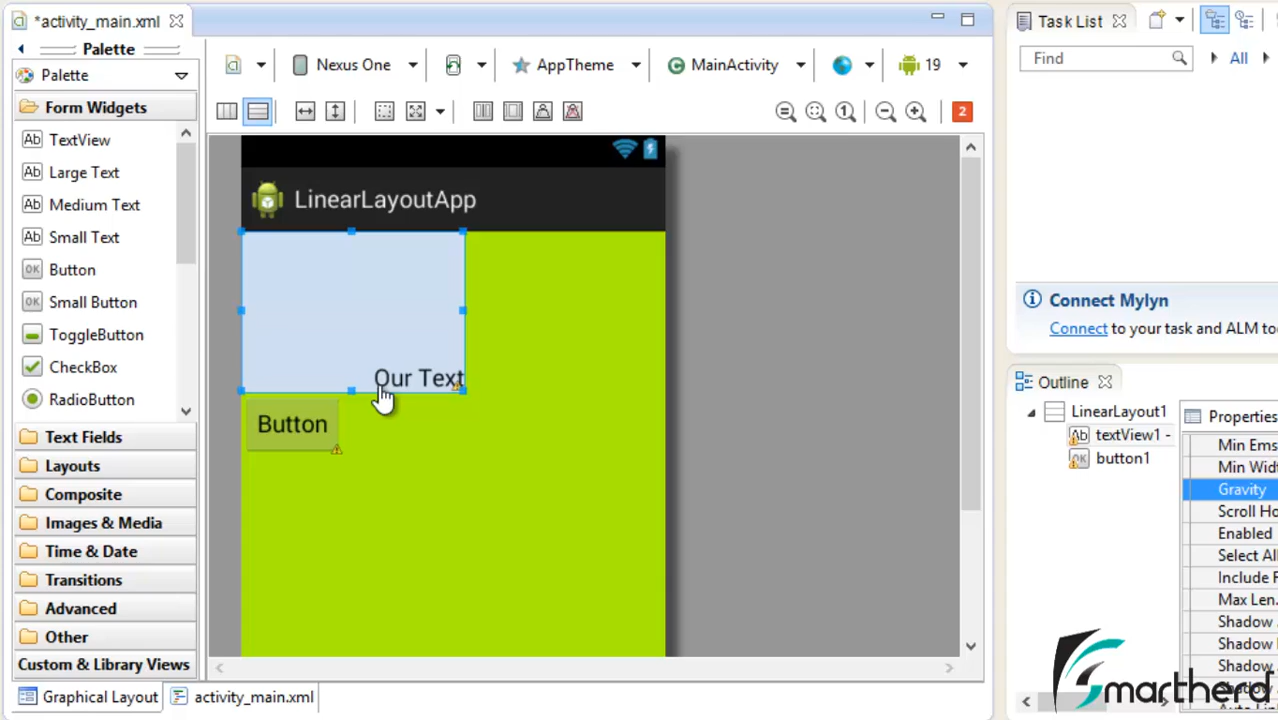 *activity_main.xml
Task List
Palette
Find
All
Palette
Nexus One
AppTheme
MainActivity
19
Form Widgets
2
TextView
Large Text
Medium Text
Small Text
Button
Small Button
ToggleButton
CheckBox
RadioButton
Text Fields
Layouts
Composite
Images & Media
Time & Date
Transitions
Advanced
Other
Custom & Library Views
LinearLayoutApp
Our Text
Button
Connect Mylyn
Connect to your task and ALM to
Outline
LinearLayout1
textView1 -
button1
Properties
Min Ems
Min Widt
Gravity
Scroll Ho
Enabled
Select All
Include F
Max Len.
Shadow
Shadow
Shadow
smartherd
Graphical Layout
activity_main.xml